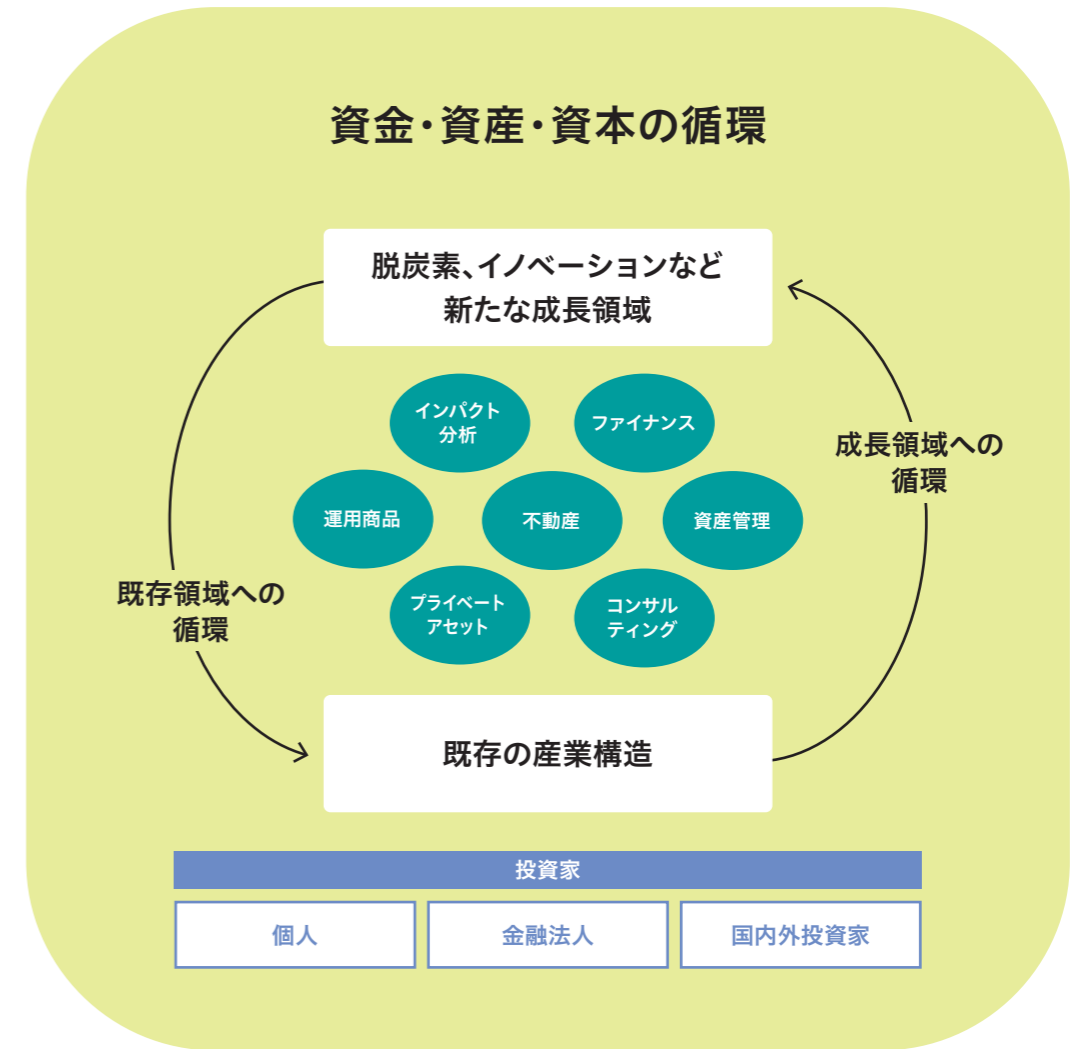 資金・資産・資本の循環
脱炭素、イノベーションなど
新たな成長領域
インパクト
分析
ファイナンス
成長領域への
循環
運用商品
不動産
資産管理
既存領域への
循環
プライベート
アセット
コンサル
ティング
既存の産業構造
投資家
個人
金融法人
国内外投資家